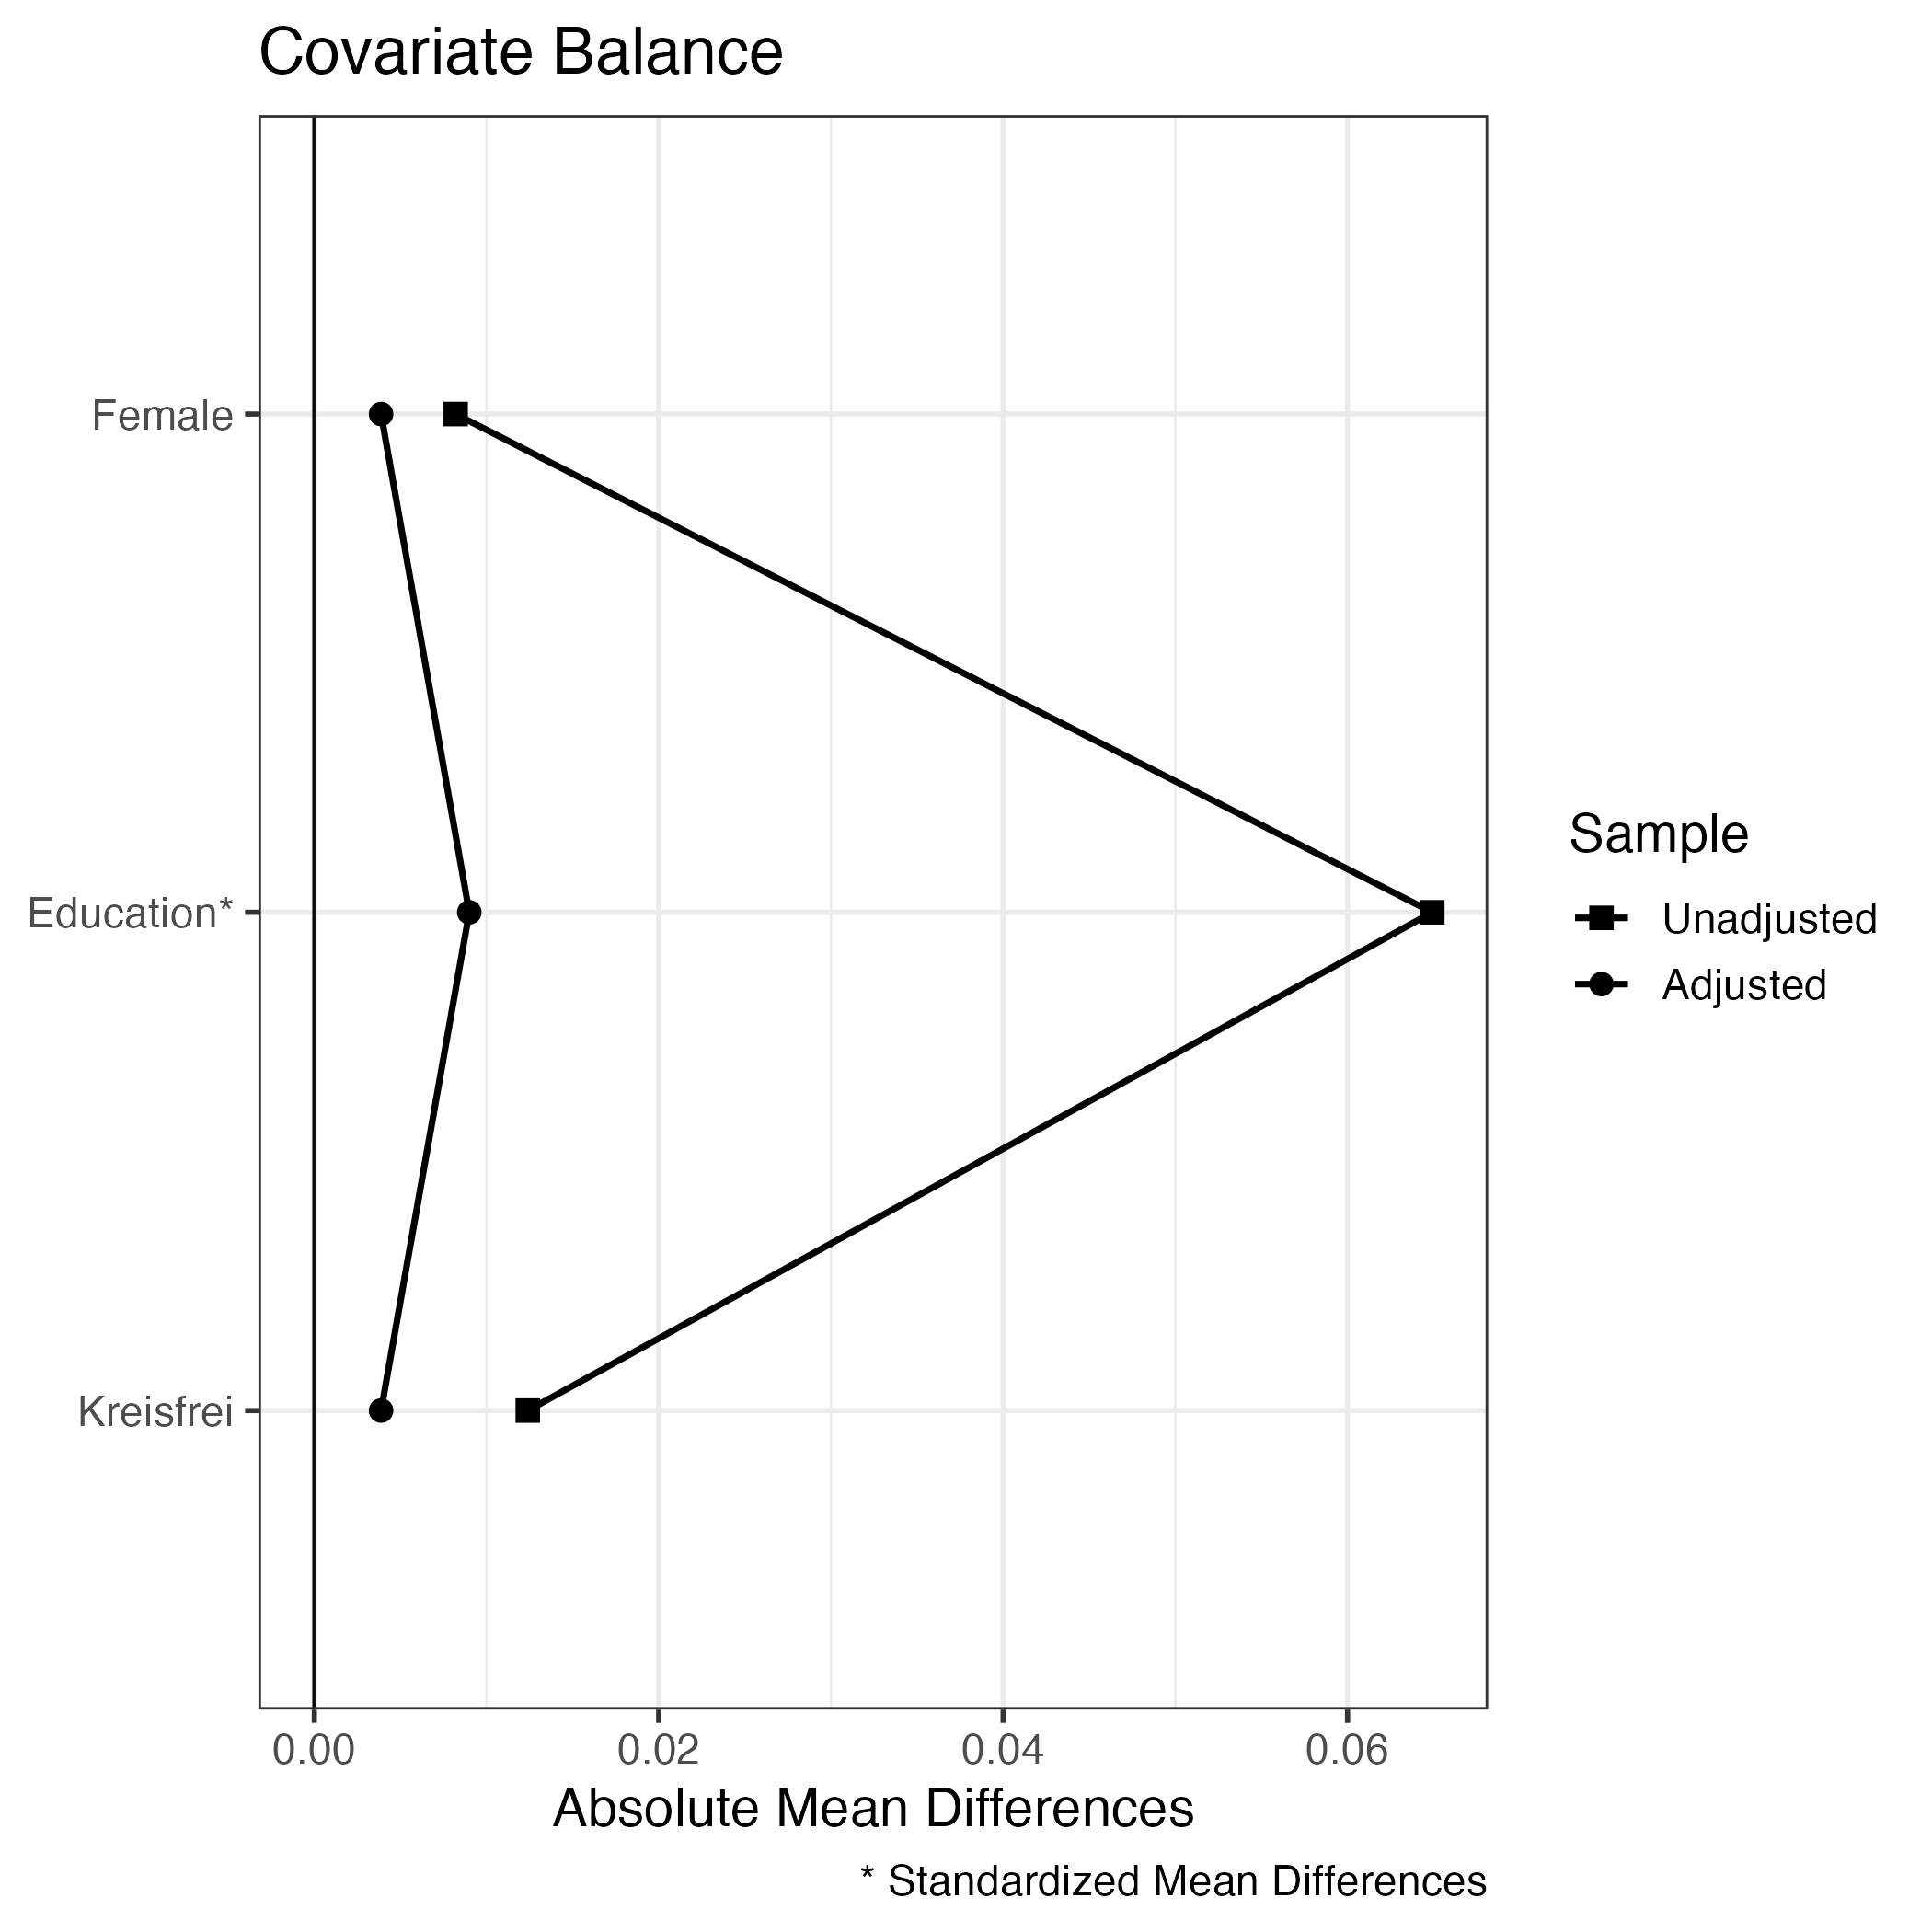 Covariate Balance
Female
Education*
Kreisfrei
0.00 0.02 0.04 0.06
Absolute Mean Differences
* Standardized Mean Differences
Sample
Unadjusted
Adjusted